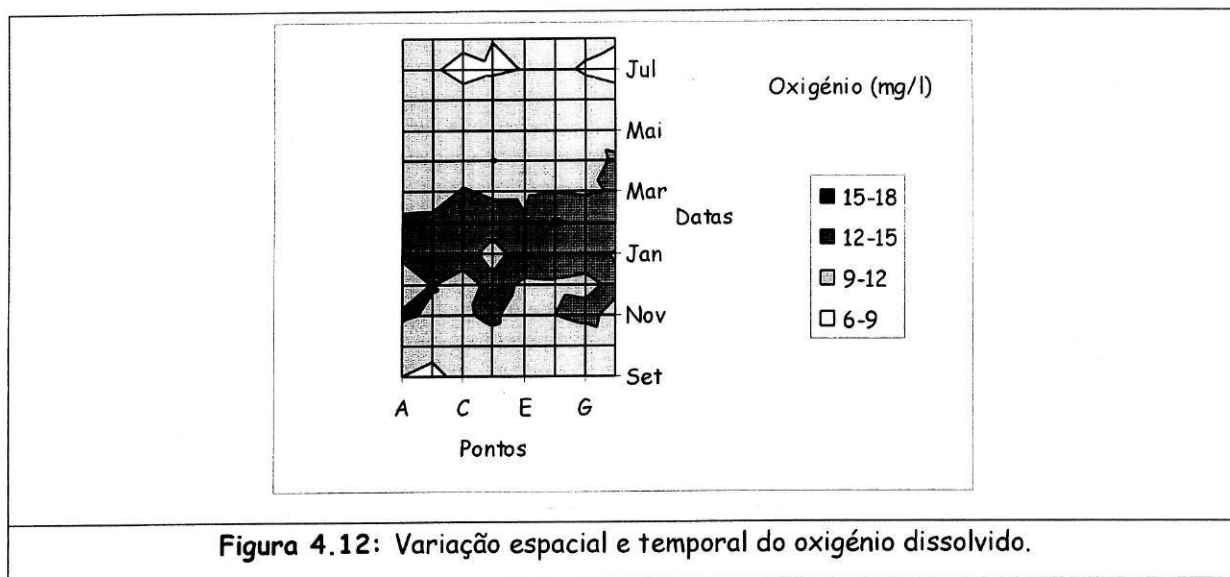 Jul
Oxigénio (mg/l)
Mai
Mar
15-18
Datas
12-15
Jan
9-12
Nov
6-9
Set
A C E G
Pontos
Figura 4.12: Variação espacial e temporal do oxigénio dissolvido.